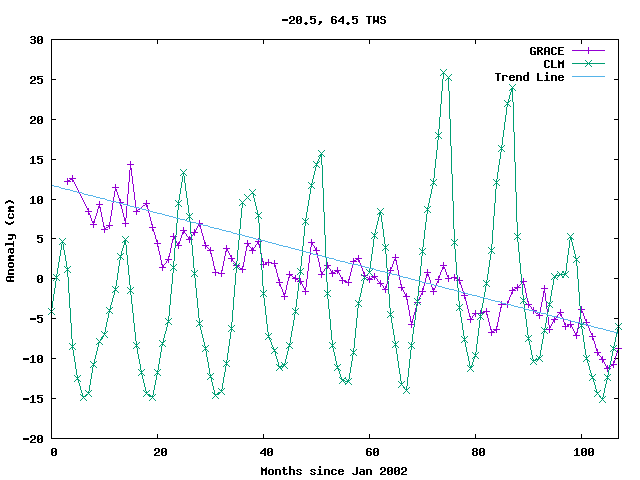 -20.5, 64.5 TWS
GRACE
CLM
Trend Line
30
25
20
15
10
5
0
-5
-10
-15
-20
Anomaly (cm)
0 20 40 60 80 100
Months since Jan 2002